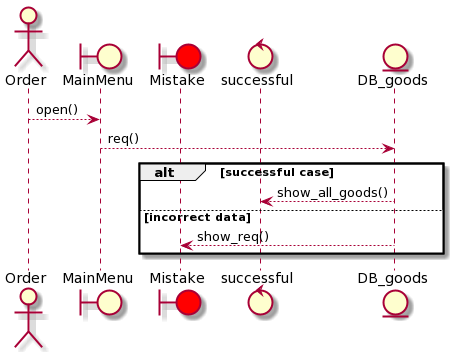 Order MainMenu Mistake successful DB_goods
open()
req()
alt [successful case]
show_all_goods()
[incorrect data]
show_req()
Order MainMenu Mistake successful DB_goods